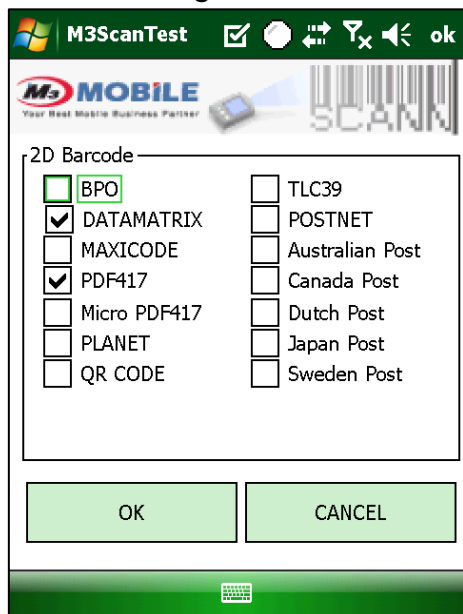 M3ScanTest ok
M3 MOBILE
Your Best Mobile Business Partner
SCANN
2D Barcode
BPO
DATAMATRIX
MAXICODE
PDF417
Micro PDF417
PLANET
QR CODE
TLC39
POSTNET
Australian Post
Canada Post
Dutch Post
Japan Post
Sweden Post
OK CANCEL